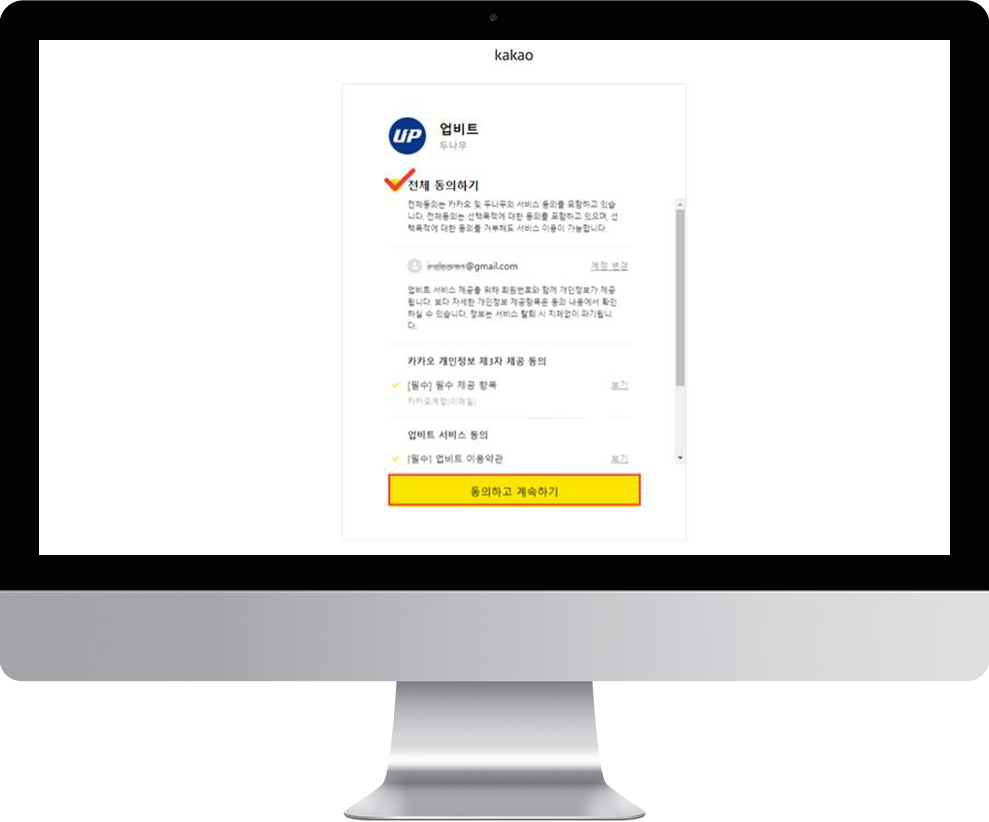 kakao
UP
업비트
두나무
전체 동의하기
전체동의는 카카오 및 두나무의 서비스 동의를 포함하고 있습
니다. 전체동의는 선택목적에 대한 동의를 포함하고 있으며, 선
택목적에 대한 동의를 거부해도 서비스 이용이 가능합니다.
@gmail.com
계정 변경
업비트 서비스 제공을 위해 회원번호와 함께 개인정보가 제공
됩니다. 보다 자세한 개인정보 제공항목은 동의 내용에서 확인
하실 수 있습니다. 정보는 서비스 탈퇴 시 지체없이 파기됩니
다.
카카오 개인정보 제3자 제공 동의
[필수] 필수 제공 항목 보기
카카오계정(이메일)
업비트 서비스 동의
[필수] 업비트 이용약관 보기
동의하고 계속하기